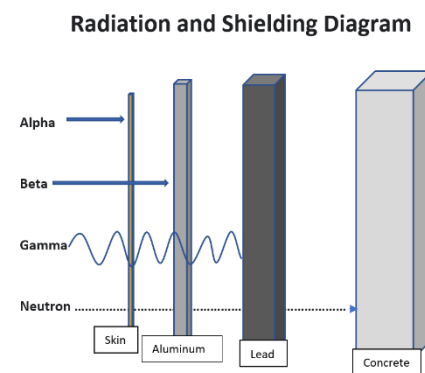 Radiation and Shielding Diagram
Alpha
Beta
Gamma
Neutron
Skin
Aluminum
Lead
Concrete